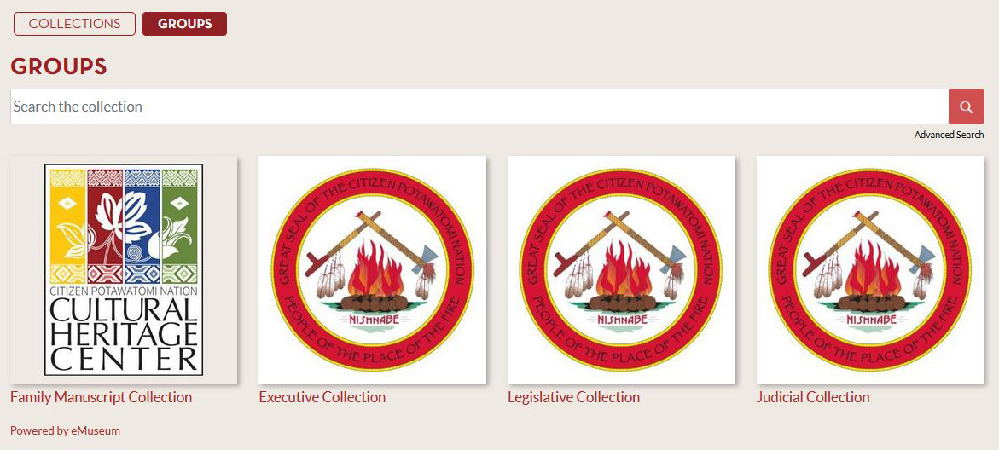 COLLECTIONS
GROUPS
GROUPS
Search the collection
Advanced Search
CITIZEN POTAWATOMI NATION
CULTURAL
HERITAGE
CENTER
GREAT SEAL OF THE CITIZEN POTAWATOMI NATION
NISHNABE
PEOPLE OF THE PLACE OF THE FIRE
GREAT SEAL OF THE CITIZEN POTAWATOMI NATION
NISHNABE
PEOPLE OF THE PLACE OF THE FIRE
GREAT SEAL OF THE CITIZEN POTAWATOMI NATION
NISHNABE
PEOPLE OF THE PLACE OF THE FIRE
Family Manuscript Collection
Executive Collection
Legislative Collection
Judicial Collection
Powered by eMuseum